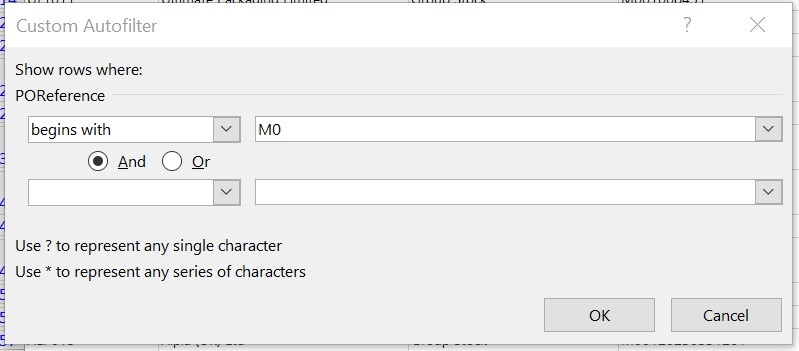 Custom Autofilter ?
Show rows where:
POReference
begins with M0
And Or
Use ? to represent any single character
Use * to represent any series of characters
OK Cancel